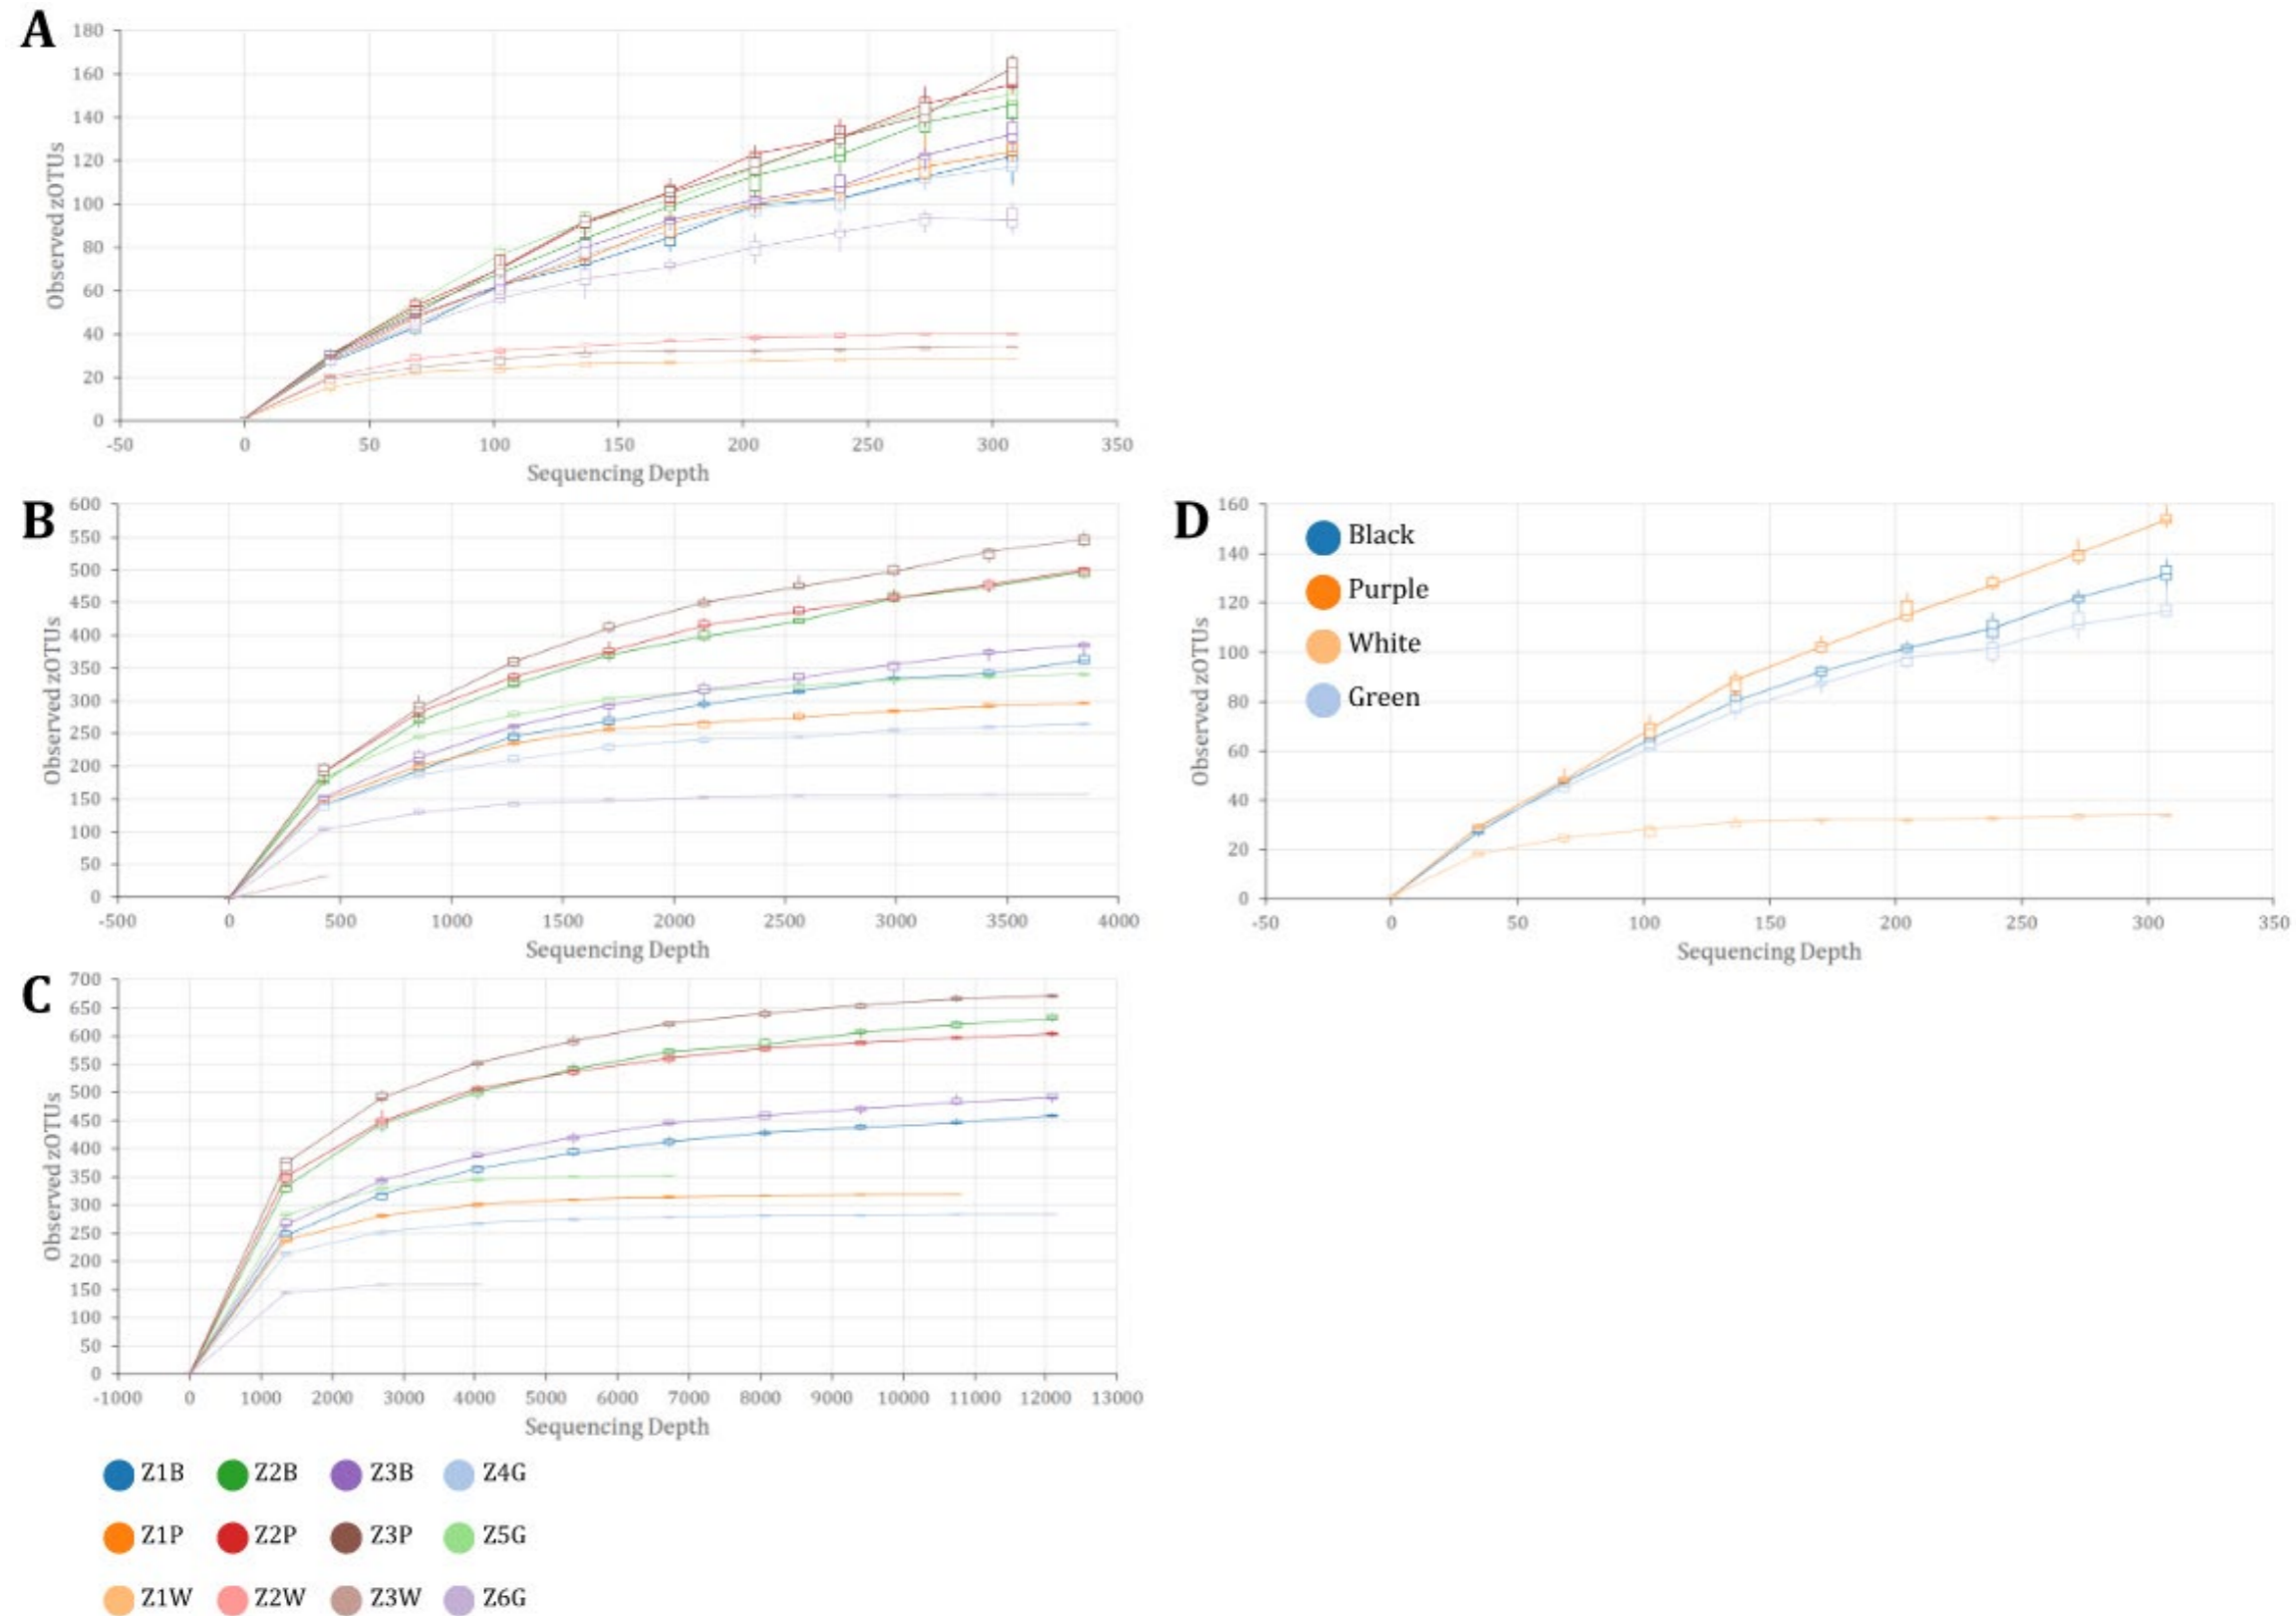 A
180
160
140
120
100
80
60
40
20
0
Observed zOTUs
-50 0 50 100 150 200 250 300 350
Sequencing Depth
B
600
550
500
450
400
350
300
250
200
150
100
50
0
Observed zOTUs
-500 0 500 1000 1500 2000 2500 3000 3500 4000
Sequencing Depth
D
160
140
120
100
80
60
40
20
0
Observed zOTUs
Black
Purple
White
Green
-50 0 50 100 150 200 250 300 350
Sequencing Depth
C
700
650
600
550
500
450
400
350
300
250
200
150
100
50
0
Observed zOTUs
-1000 0 1000 2000 3000 4000 5000 6000 7000 8000 9000 10000 11000 12000 13000
Sequencing Depth
Z1B Z2B Z3B Z4G
Z1P Z2P Z3P Z5G
Z1W Z2W Z3W Z6G